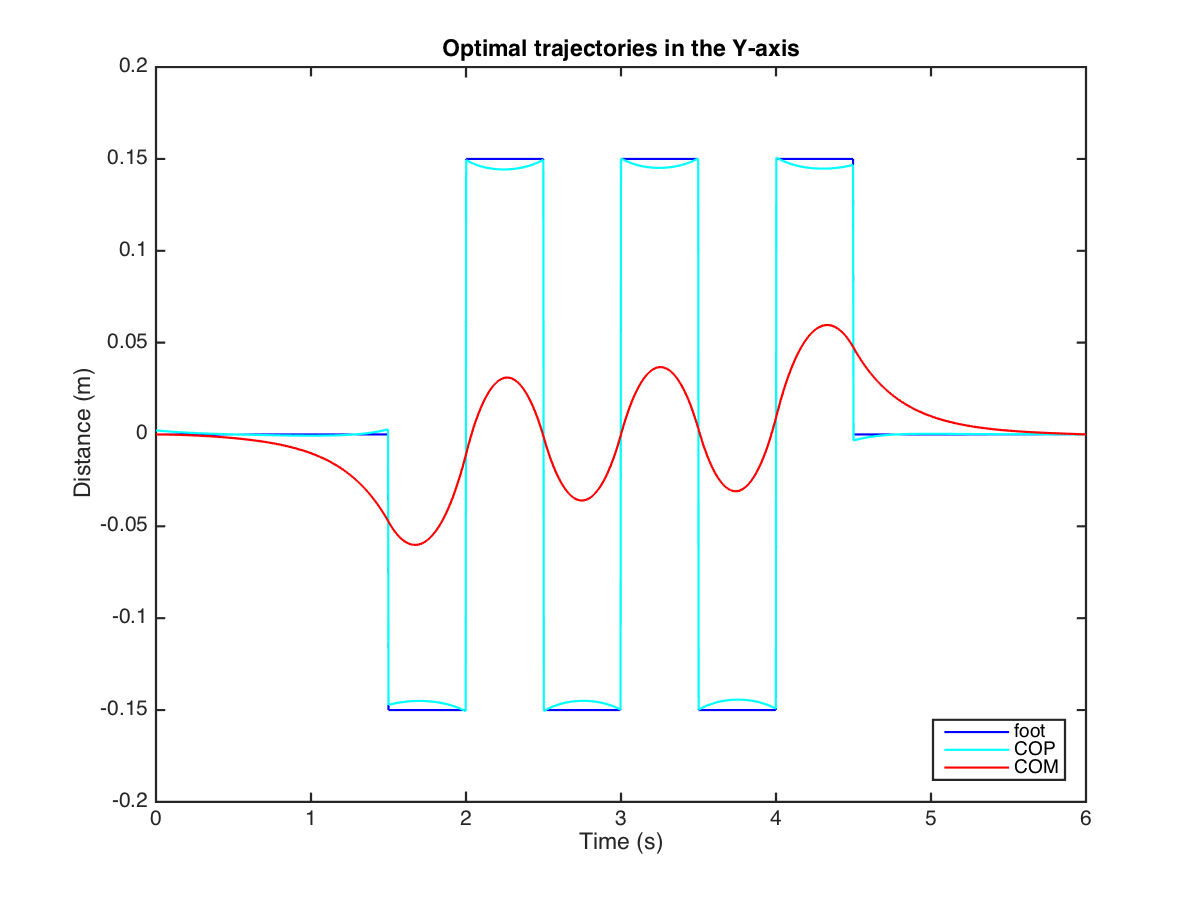 Optimal trajectories in the Y-axis
0.2
0.15
0.1
0.05
0
-0.05
-0.1
-0.15
-0.2
Distance (m)
0 1 2 3 4 5 6
Time (s)
foot
COP
COM